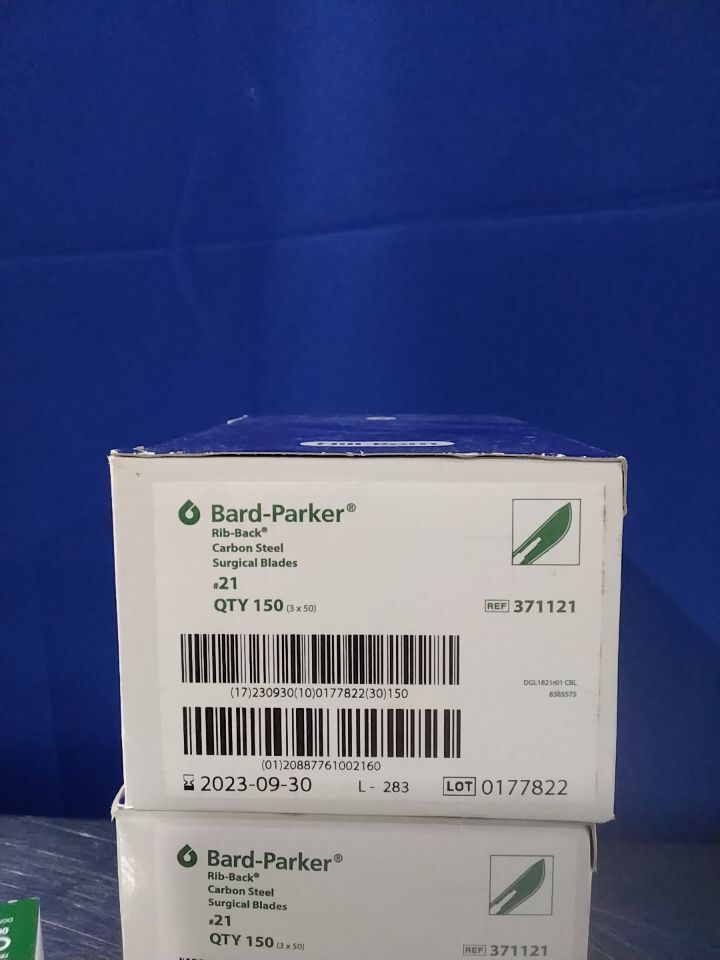 Bard-Parker®
Rib-Back®
Carbon Steel
Surgical Blades
#21
QTY 150 (3 x 50)
REF 371121
(17)230930(10)0177822(30)150
DGL1821r01 CBL
8385575
(01)20887761002160
2023-09-30 L - 283 LOT 0177822
Bard-Parker®
Rib-Back®
Carbon Steel
Surgical Blades
#21
QTY 150 (3 x 50)
REF 371121